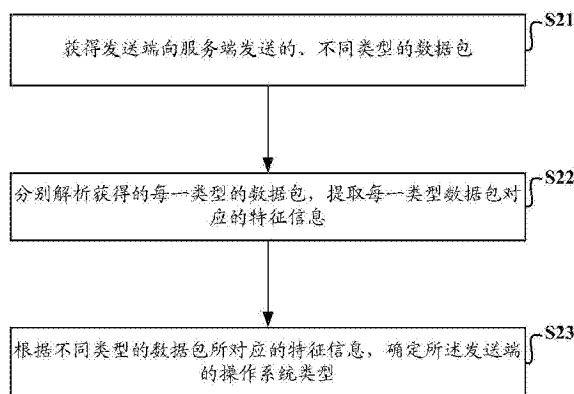 S21
获得发送端向服务端发送的、不同类型的数据包
S22
分别解析获得的每一类型的数据包，提取每一类型数据包对
应的特征信息
S23
根据不同类型的数据包所对应的特征信息，确定所述发送端
的操作系统类型